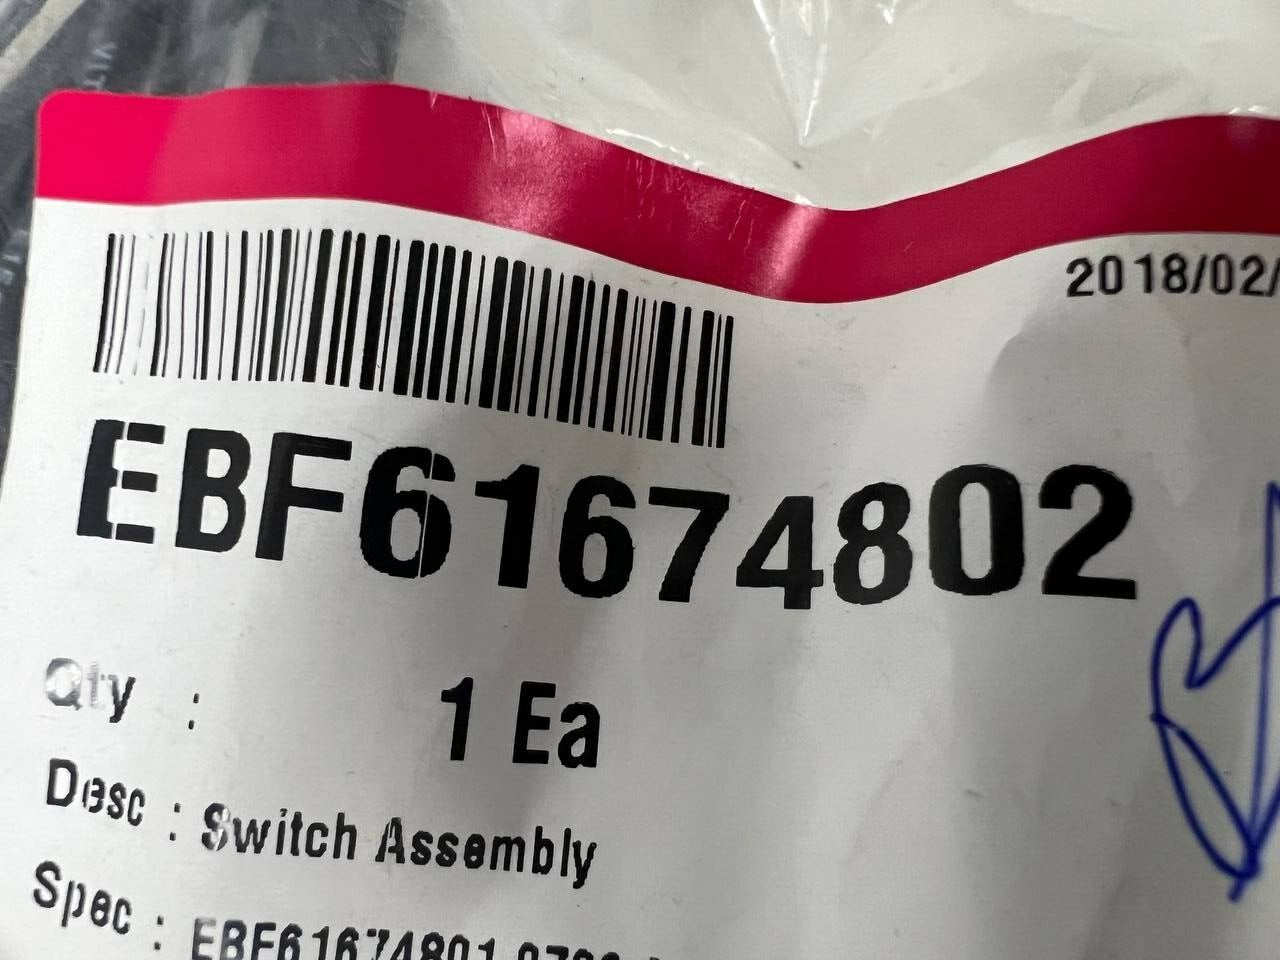 2018/02/
EBF61674802
Qty : 1 Ea
Desc : Switch Assembly
Spec : EBF61674801